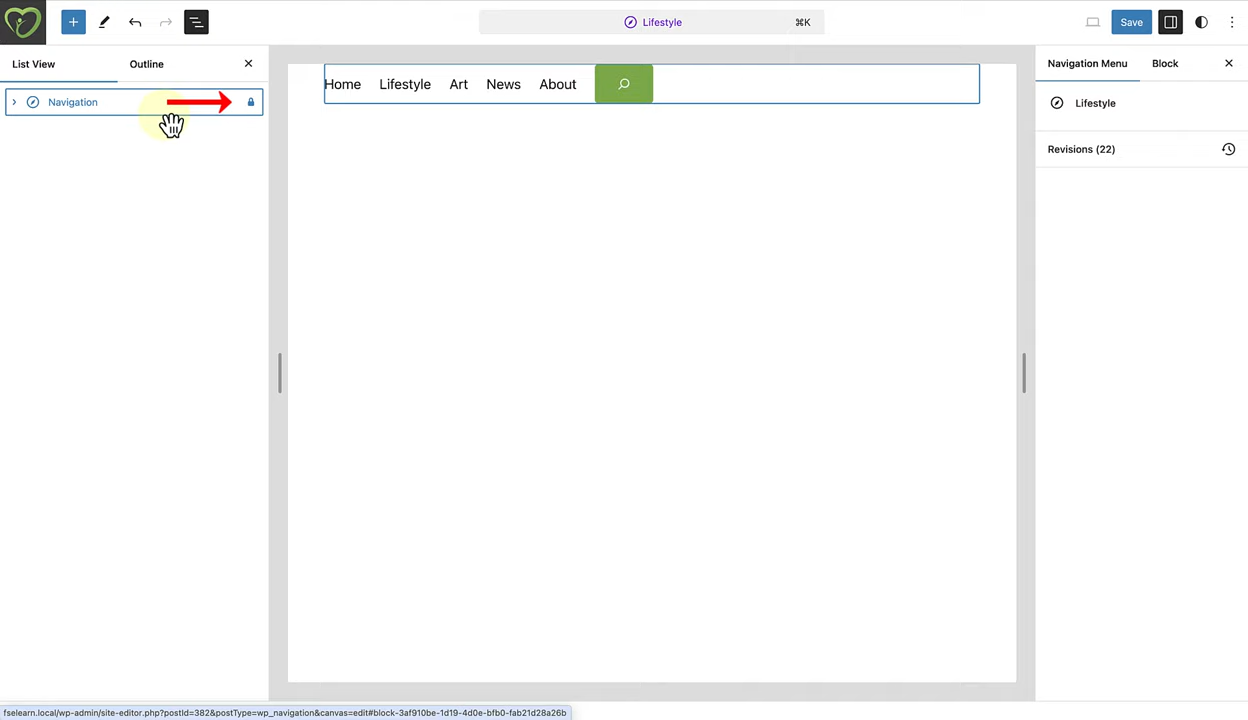 Lifestyle
⌘K
Save
List View
Outline
Navigation Menu
Block
Navigation
Home
Lifestyle
Art
News
About
Lifestyle
Revisions (22)
fselearn.local/wp-admin/site-editor.php?postId=382&postType=wp_navigation&canvas=edit#block-3af910be-1d19-4d0e-bfb0-fab21d28a26b